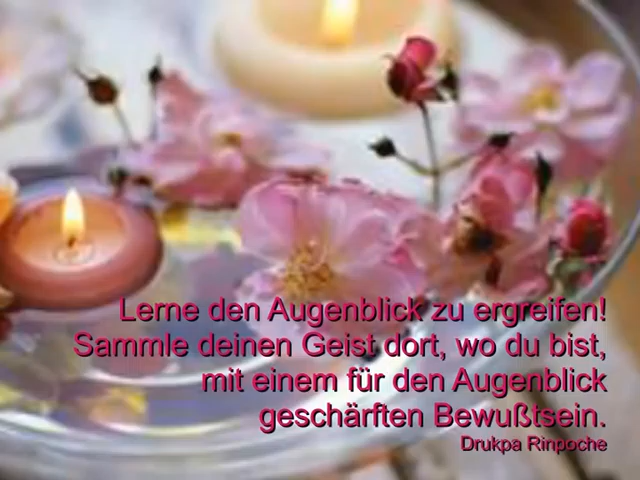 Lerne den Augenblick zu ergreifen!
Sammle deinen Geist dort, wo du bist,
mit einem für den Augenblick
geschärften Bewußtsein.
Drukpa Rinpoche